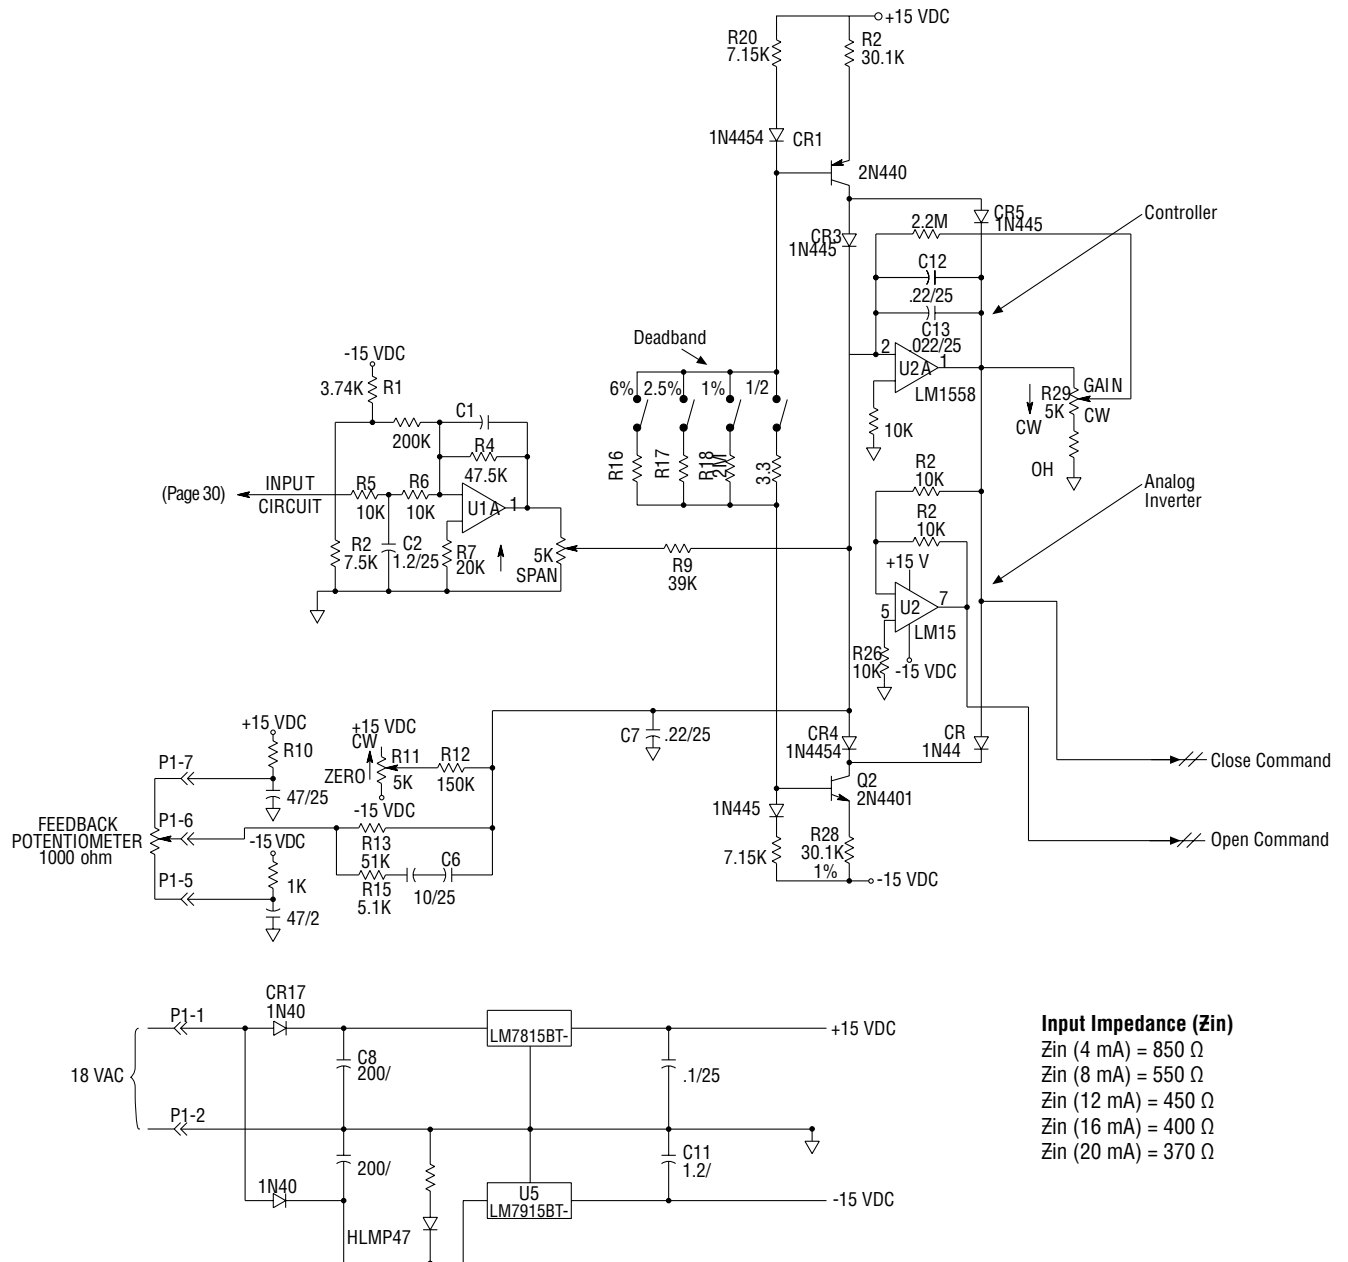 +15 VDC
R20
7.15K
R2
30.1K
1N4454
CR1
2N440
CR5
1N445
Controller
CR3
1N445
2.2M
C12
.22/25
C13
.022/25
2
U2A
1
LM1558
10K
R29
5K
GAIN
CW
CW
OH
Deadband
6%
2.5%
1%
1/2
R16
R17
R18
2M
3.3
-15 VDC
3.74K
R1
200K
C1
R4
47.5K
(Page 30)
INPUT
CIRCUIT
R5
10K
R6
10K
U1A
1
R2
7.5K
C2
1.2/25
R7
20K
5K
SPAN
R9
39K
R2
10K
R2
10K
Analog
Inverter
+15 V
5
U2
7
LM15
R26
10K
-15 VDC
+15 VDC
R10
P1-7
47/25
FEEDBACK
POTENTIOMETER
1000 ohm
P1-6
-15 VDC
1K
P1-5
47/2
+15 VDC
CW
R11
5K
ZERO
-15 VDC
R12
150K
R13
51K
R15
5.1K
C6
10/25
C7
.22/25
CR4
1N4454
CR
1N44
Close Command
Q2
2N4401
1N445
7.15K
R28
30.1K
1%
-15 VDC
Open Command
18 VAC
P1-1
CR17
1N40
C8
200/
LM7815BT-
.1/25
+15 VDC
P1-2
200/
1N40
HLMP47
U5
LM7915BT-
C11
1.2/
-15 VDC
Input Impedance (Zin)
Zin (4 mA) = 850 Ω
Zin (8 mA) = 550 Ω
Zin (12 mA) = 450 Ω
Zin (16 mA) = 400 Ω
Zin (20 mA) = 370 Ω